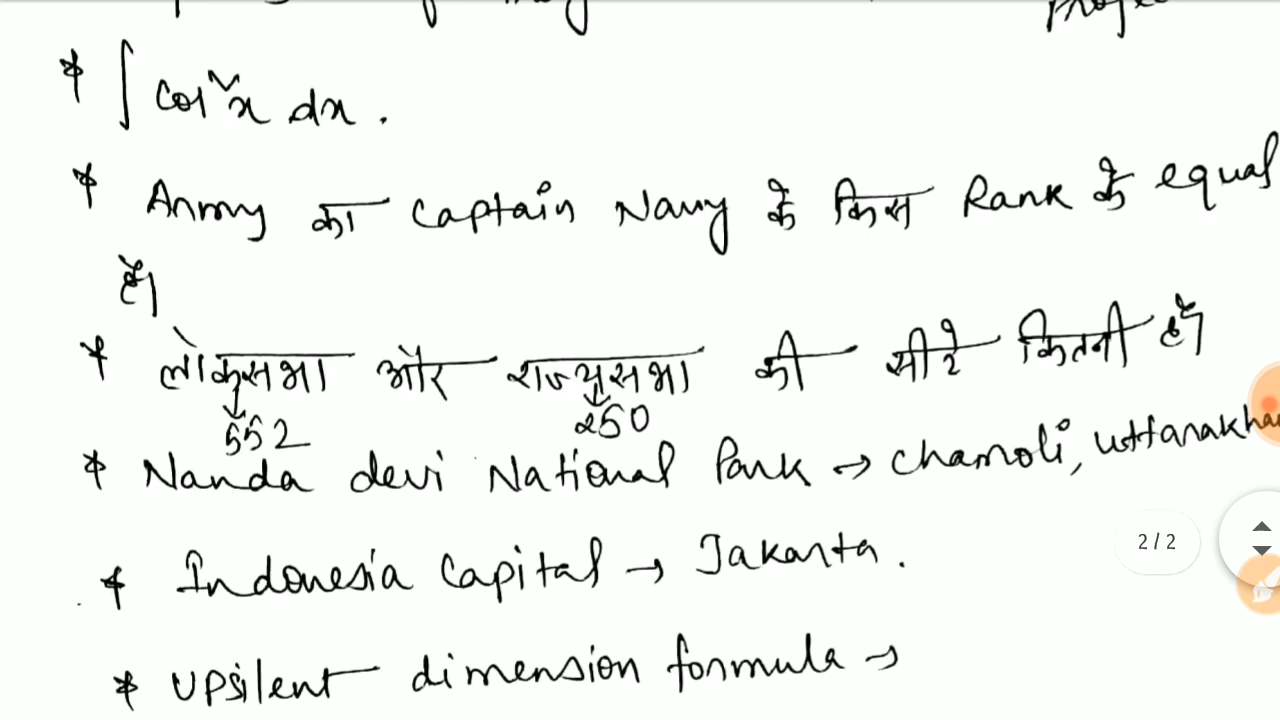 * ∫ cos²x dx.
* Army का captain Navy के किस Rank के equal
है।
* लोकसभा और राज्यसभा की सीटे कितनी है
552 250
* Nanda devi National Park → chamoli, uttarakhan
* Indonesia capital → Jakarta.
2/2
* Upsilent dimension formula →